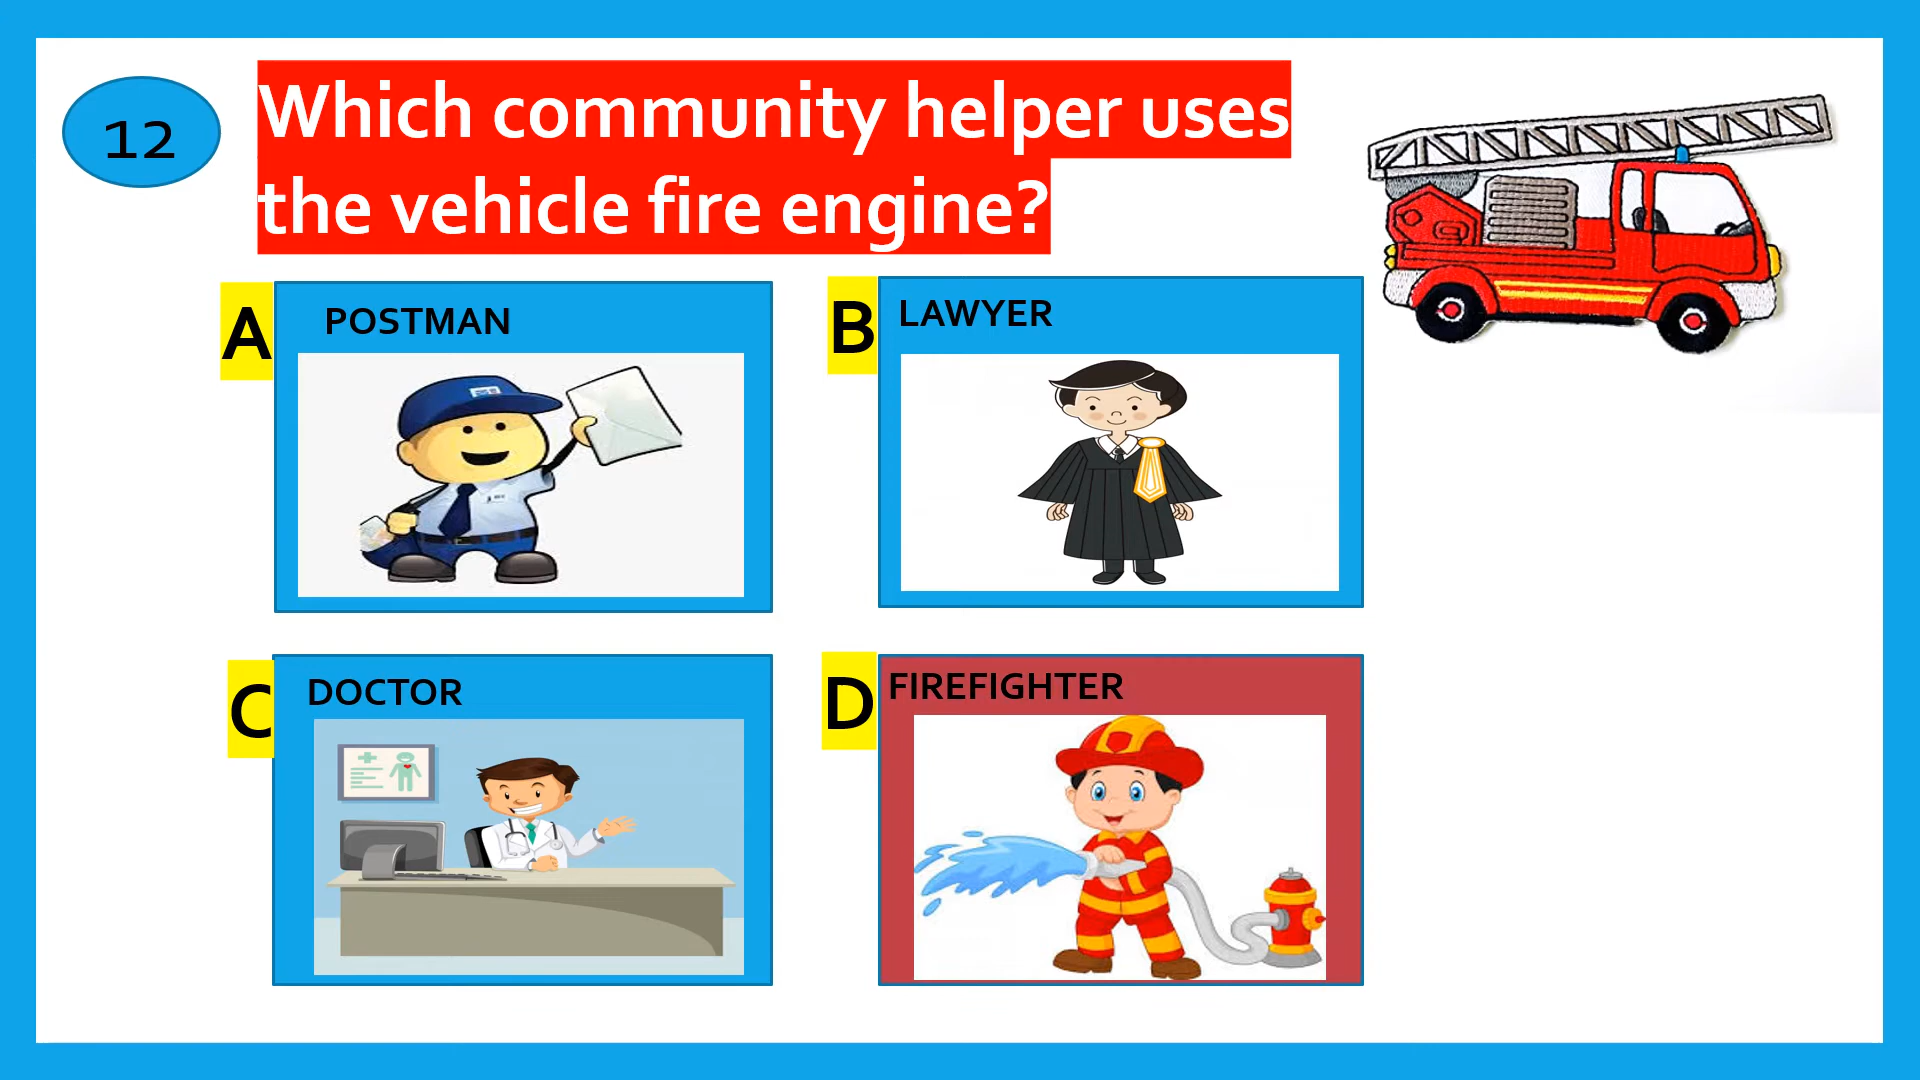 12
Which community helper uses
the vehicle fire engine?
A
POSTMAN
B
LAWYER
C
DOCTOR
D
FIREFIGHTER